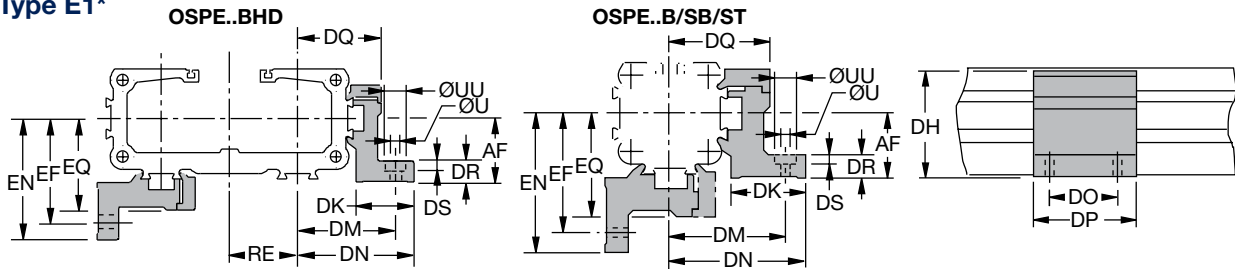 Type E1*
OSPE..BHD
OSPE..B/SB/ST
DQ
ØUU
ØU
EN
EF
EQ
AF
DR
DK
DS
DM
RE
DN
DQ
ØUU
ØU
EN
EF
EQ
AF
DR
DK
DS
DM
DN
DH
DO
DP